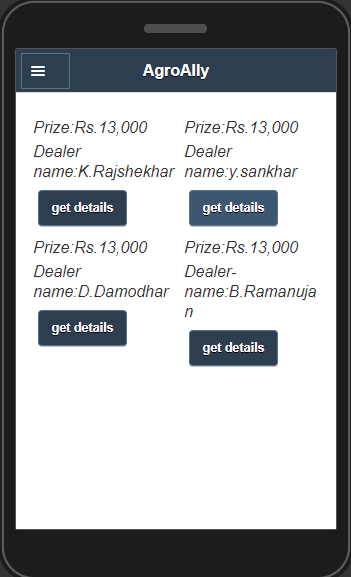 AgroAlly
Prize:Rs.13,000
Dealer
name:K.Rajshekhar
get details
Prize:Rs.13,000
Dealer
name:y.sankhar
get details
Prize:Rs.13,000
Dealer
name:D.Damodhar
get details
Prize:Rs.13,000
Dealer-
name:B.Ramanuja
n
get details